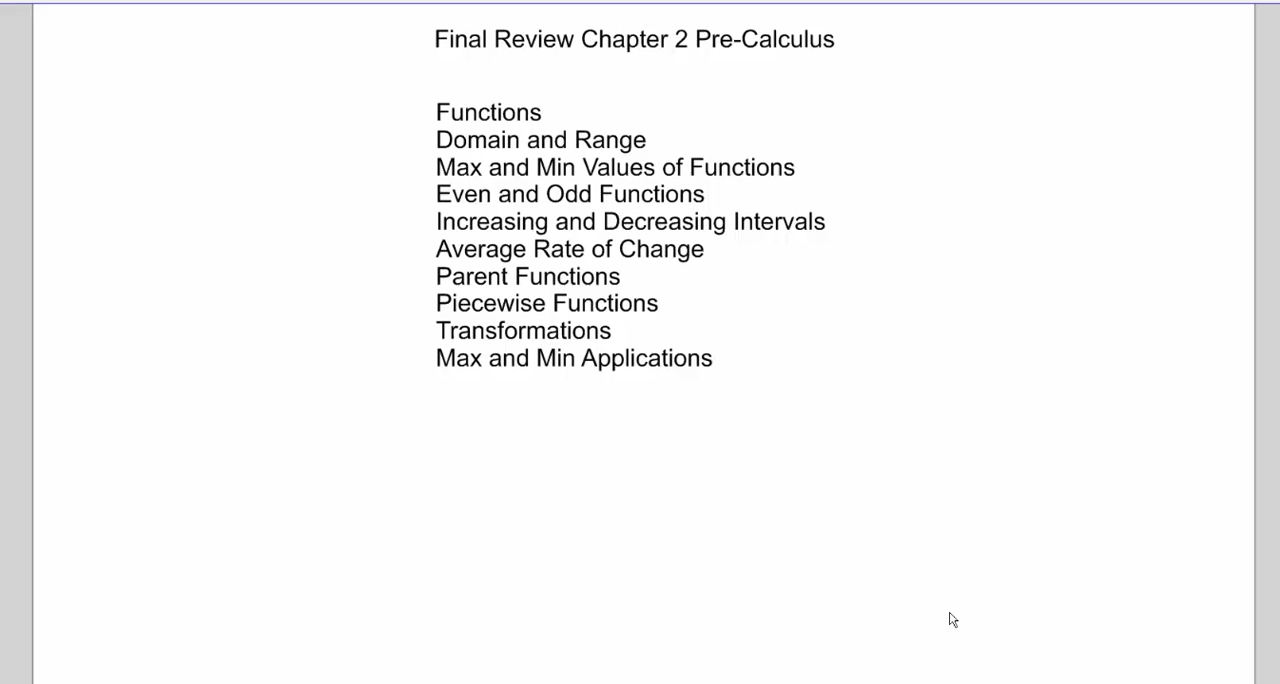 Final Review Chapter 2 Pre-Calculus
Functions
Domain and Range
Max and Min Values of Functions
Even and Odd Functions
Increasing and Decreasing Intervals
Average Rate of Change
Parent Functions
Piecewise Functions
Transformations
Max and Min Applications